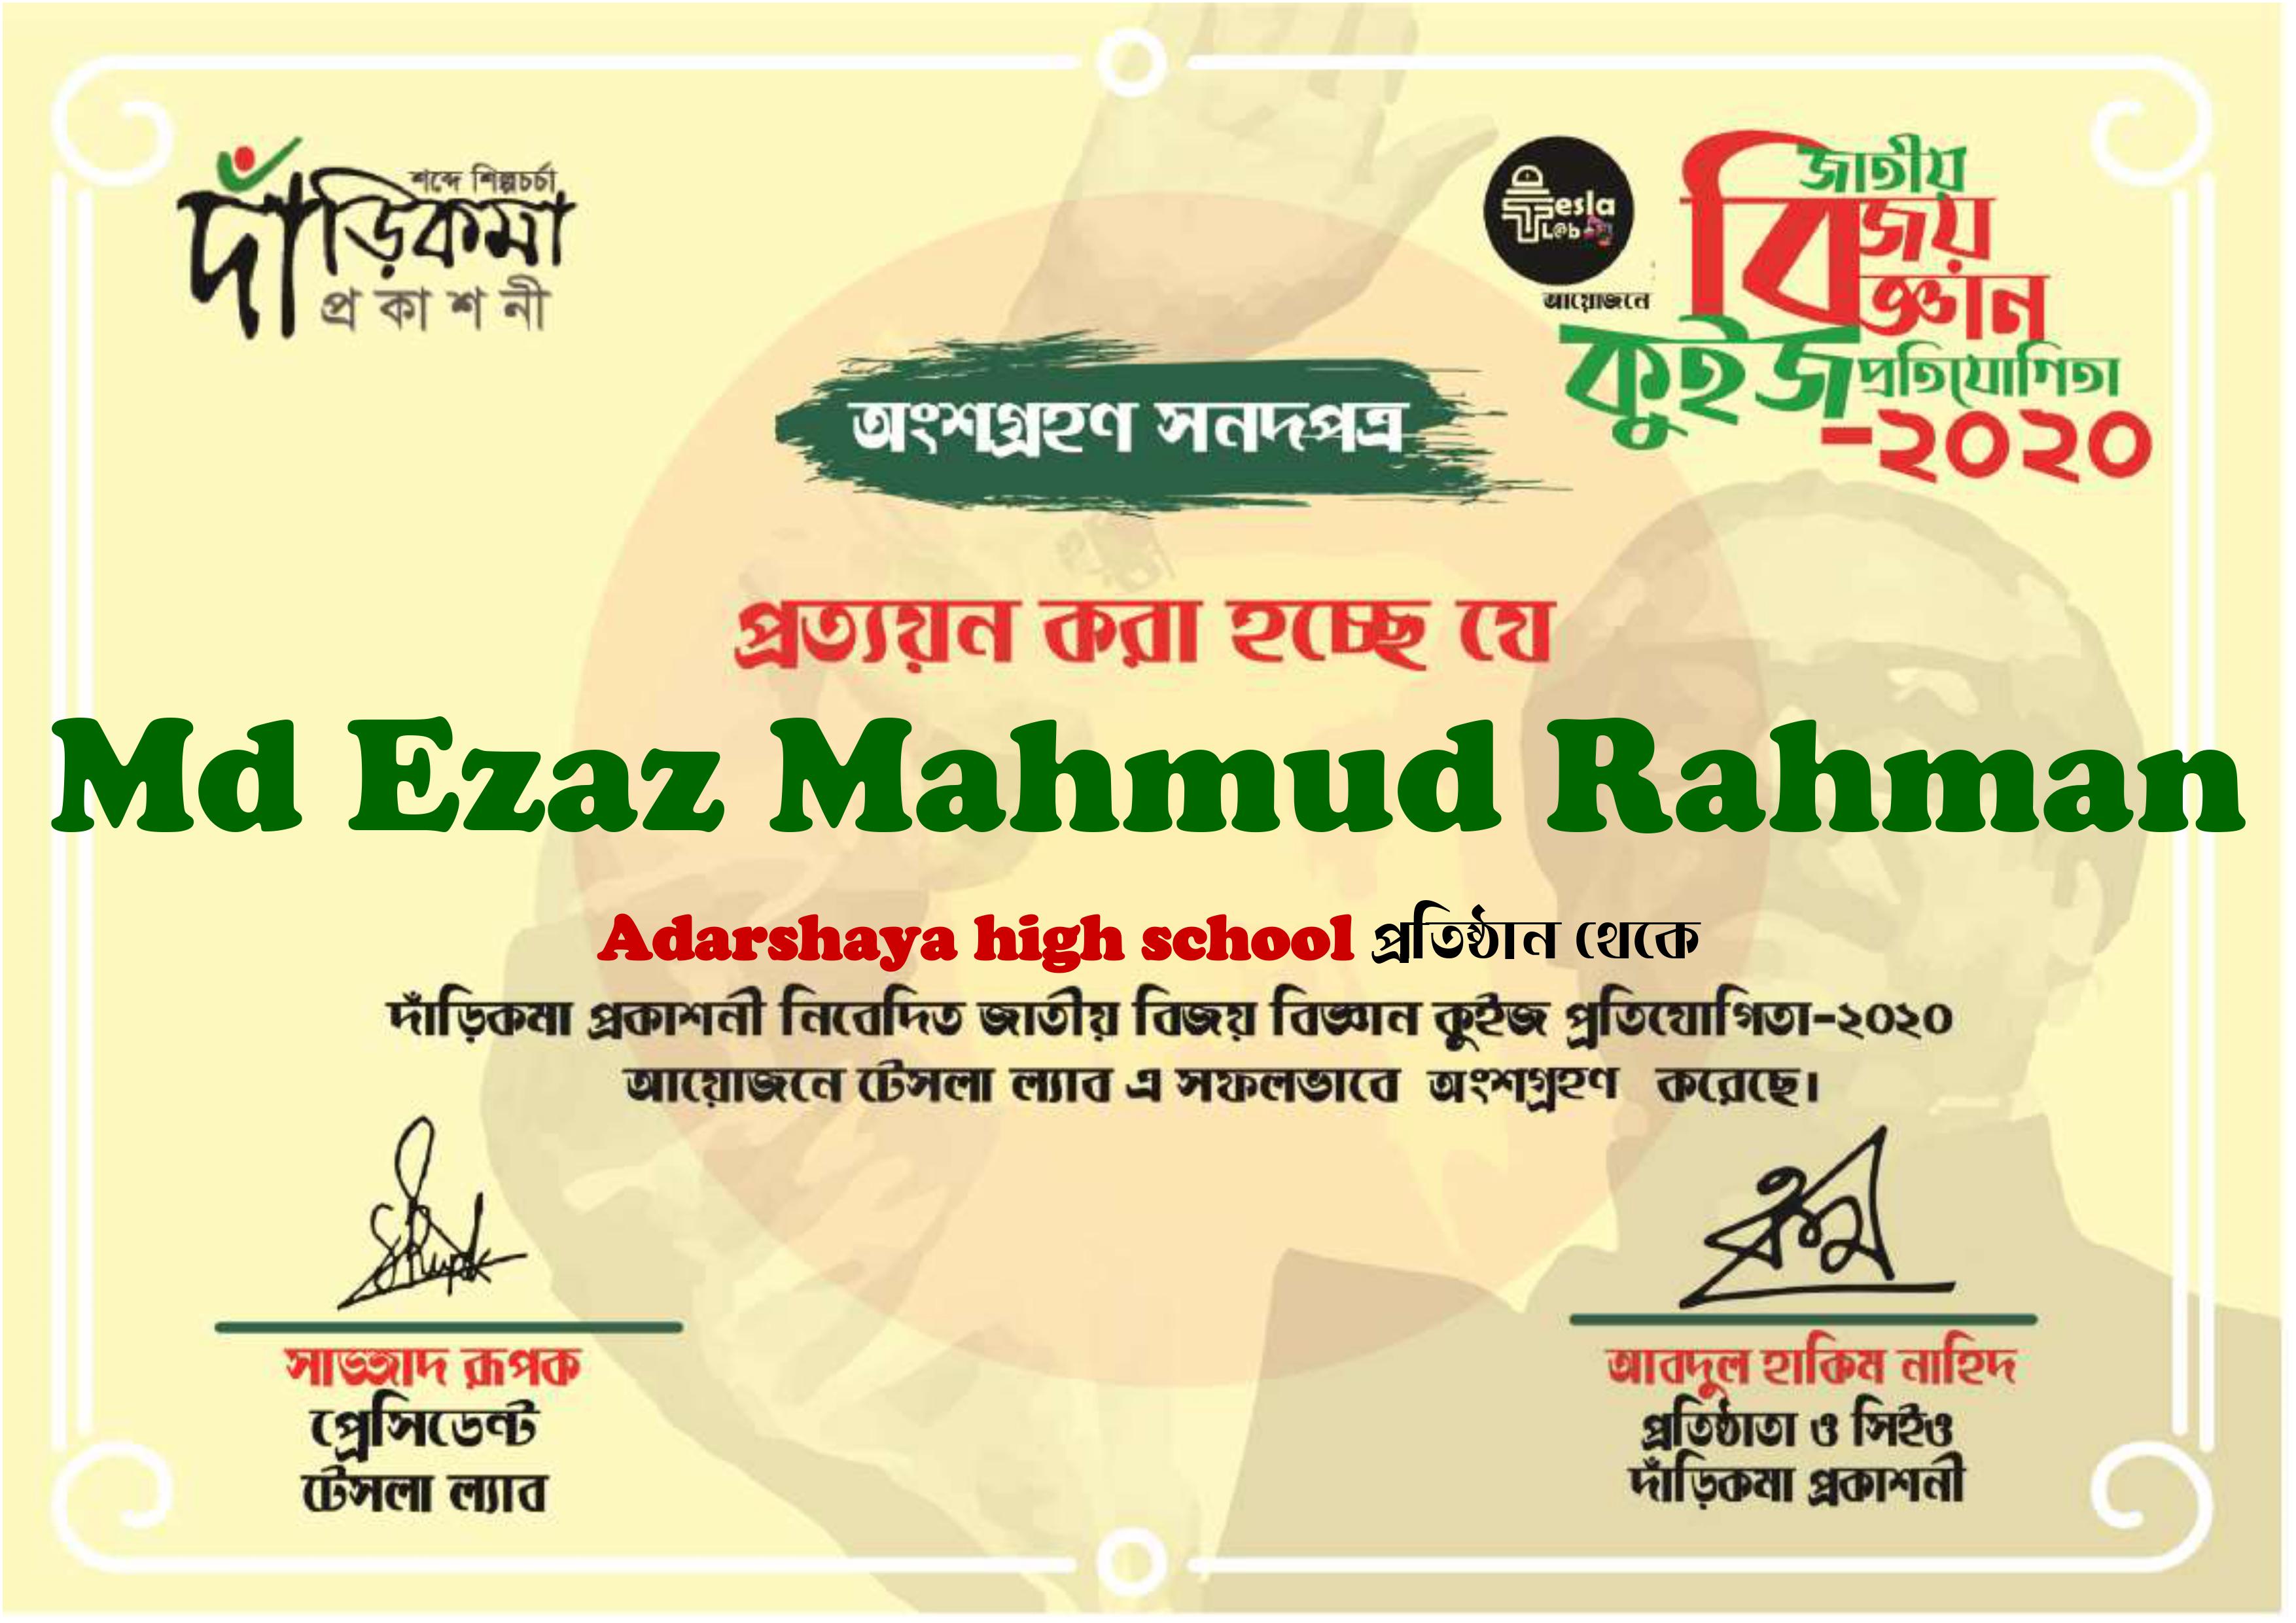 শব্দে শিল্পচর্চা
দাঁড়িকমা
প্রকাশনী
Tesla
L@b
আয়োজনে
জাতীয়
বিজয়
বিজ্ঞান
কুইজ প্রতিযোগিতা
-২০২০
অংশগ্রহণ সনদপত্র
প্রত্যয়ন করা হচ্ছে যে
Md Ezaz Mahmud Rahman
Adarshaya high school প্রতিষ্ঠান থেকে
দাঁড়িকমা প্রকাশনী নিবেদিত জাতীয় বিজয় বিজ্ঞান কুইজ প্রতিযোগিতা-২০২০
আয়োজনে টেসলা ল্যাব এ সফলভাবে অংশগ্রহণ করেছে।
সাজ্জাদ রূপক
প্রেসিডেন্ট
টেসলা ল্যাব
আবদুল হাকিম নাহিদ
প্রতিষ্ঠাতা ও সিইও
দাঁড়িকমা প্রকাশনী